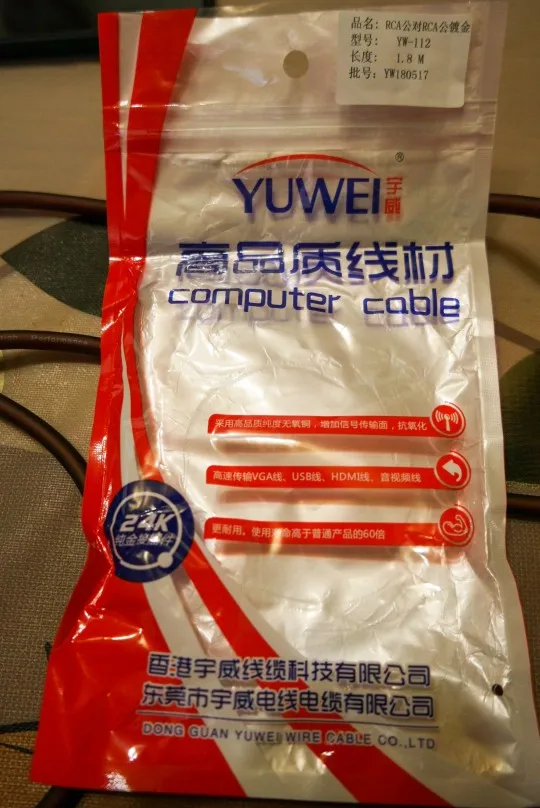 品名: RCA公对RCA公镀金
型号: YW-112
长度: 1.8 M
批号: YW180517
YUWEI 宇威 ®
高品质线材
computer cable
采用高品质纯度无氧铜，增加信号传输面，抗氧化
高速传输VGA线、USB线、HDMI线、音视频线
更耐用。使用寿命高于普通产品的60倍
24K
纯金
香港宇威线缆科技有限公司
东莞市宇威电线电缆有限公司
DONG GUAN YUWEI WIRE CABLE CO.,LTD